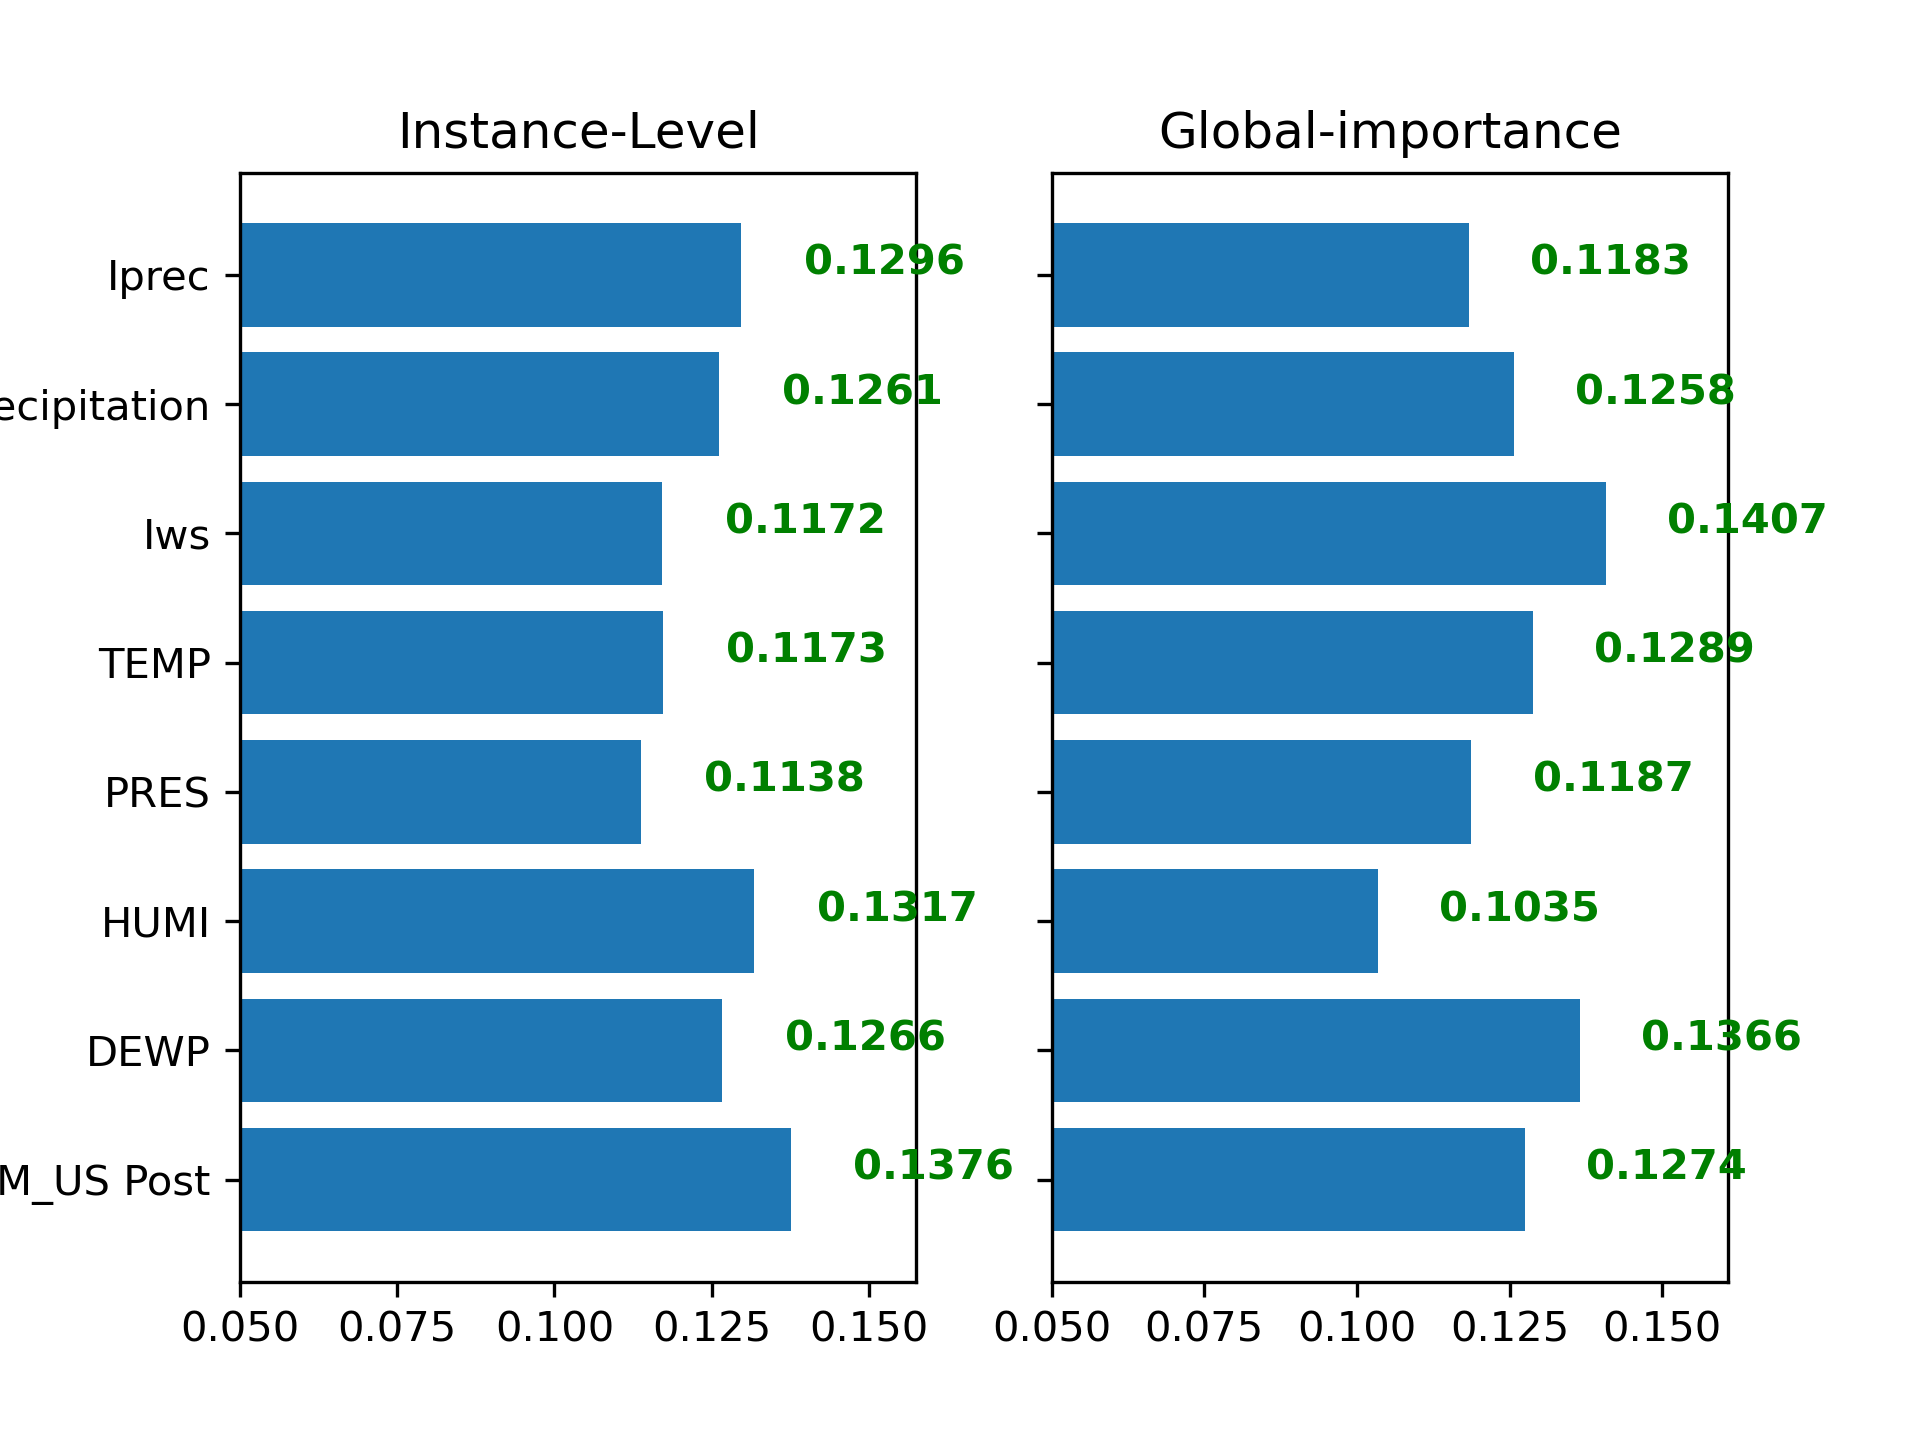 Instance-Level Global-importance
Iprec 0.1296 0.1183
ecipitation 0.1261 0.1258
Iws 0.1172 0.1407
TEMP 0.1173 0.1289
PRES 0.1138 0.1187
HUMI 0.1317 0.1035
DEWP 0.1266 0.1366
M_US Post 0.1376 0.1274
0.050 0.075 0.100 0.125 0.150 0.050 0.075 0.100 0.125 0.150